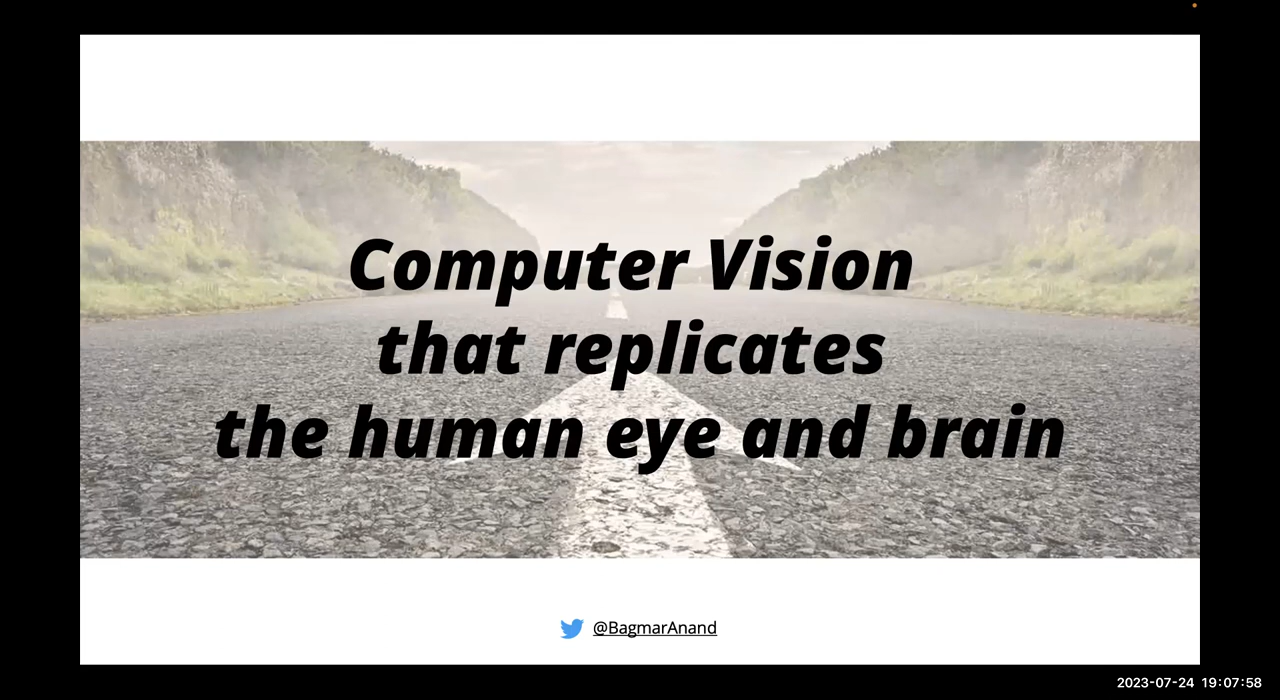 Computer Vision
that replicates
the human eye and brain
@BagmarAnand
2023-07-24 19:07:58